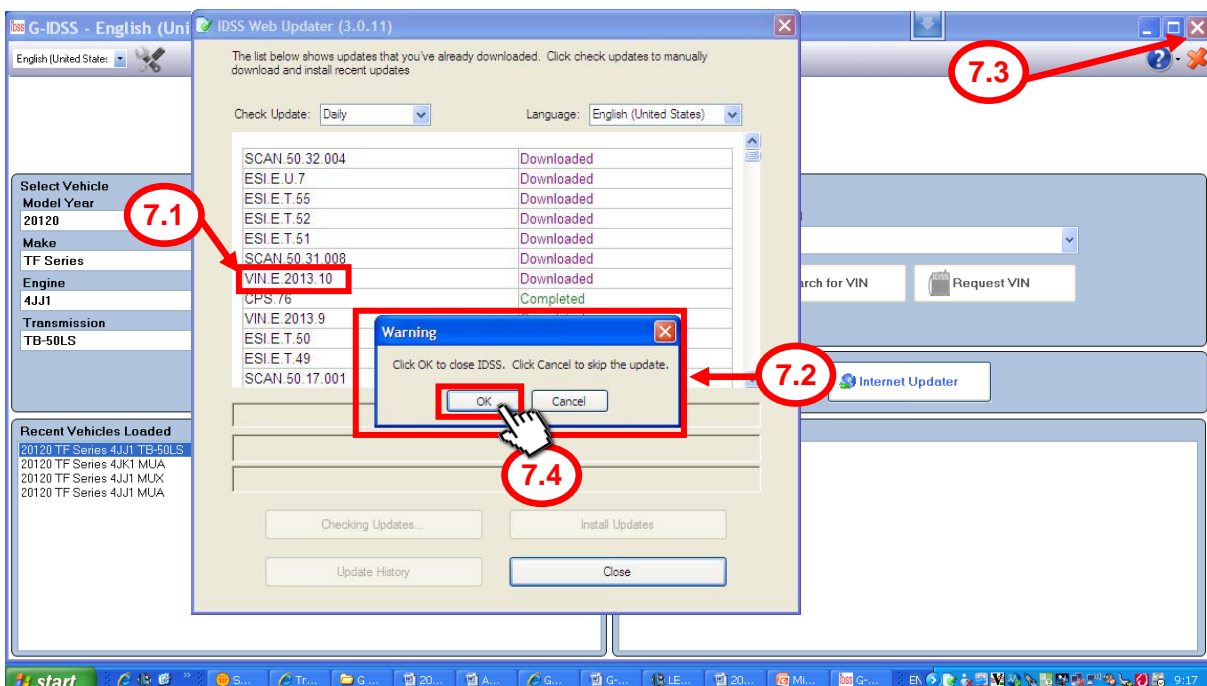 G-IDSS - English (Uni
IDSS Web Updater (3.0.11)
English (United States
The list below shows updates that you've already downloaded. Click check updates to manually
download and install recent updates
7.3
Check Update: Daily
Language: English (United States)
SCAN.50.32.004 Downloaded
ESI.E.U.7 Downloaded
ESI.E.T.55 Downloaded
ESI.E.T.52 Downloaded
ESI.E.T.51 Downloaded
SCAN.50.31.008 Downloaded
VIN.E.2013.10 Downloaded
CPS.76 Completed
VIN.E.2013.9
ESI.E.T.50
ESI.E.T.49
SCAN.50.17.001
7.1
Select Vehicle
Model Year
20120
Make
TF Series
Engine
4JJ1
Transmission
TB-50LS
arch for VIN
Request VIN
Warning
Click OK to close IDSS. Click Cancel to skip the update.
OK
Cancel
7.2
Internet Updater
7.4
Recent Vehicles Loaded
20120 TF Series 4JJ1 TB-50LS
20120 TF Series 4JK1 MUA
20120 TF Series 4JJ1 MUX
20120 TF Series 4JJ1 MUA
Checking Updates...
Install Updates
Update History
Close
start
S...
Tr...
G ...
20...
A...
G...
G-...
LE...
20...
Mi...
G-...
EN
9:17